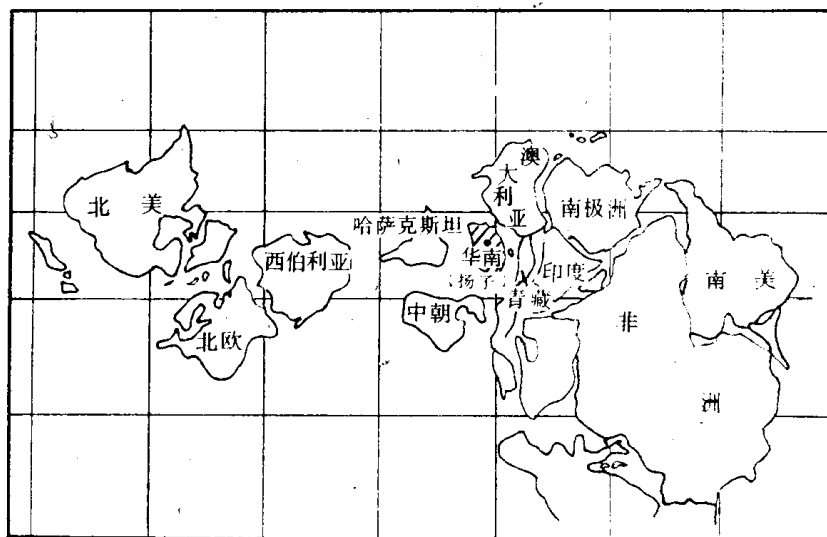 北美
哈萨克斯坦
西伯利亚
北欧
澳大利亚
南极洲
华南
（扬子）
印度
青藏
中朝
南美
非洲